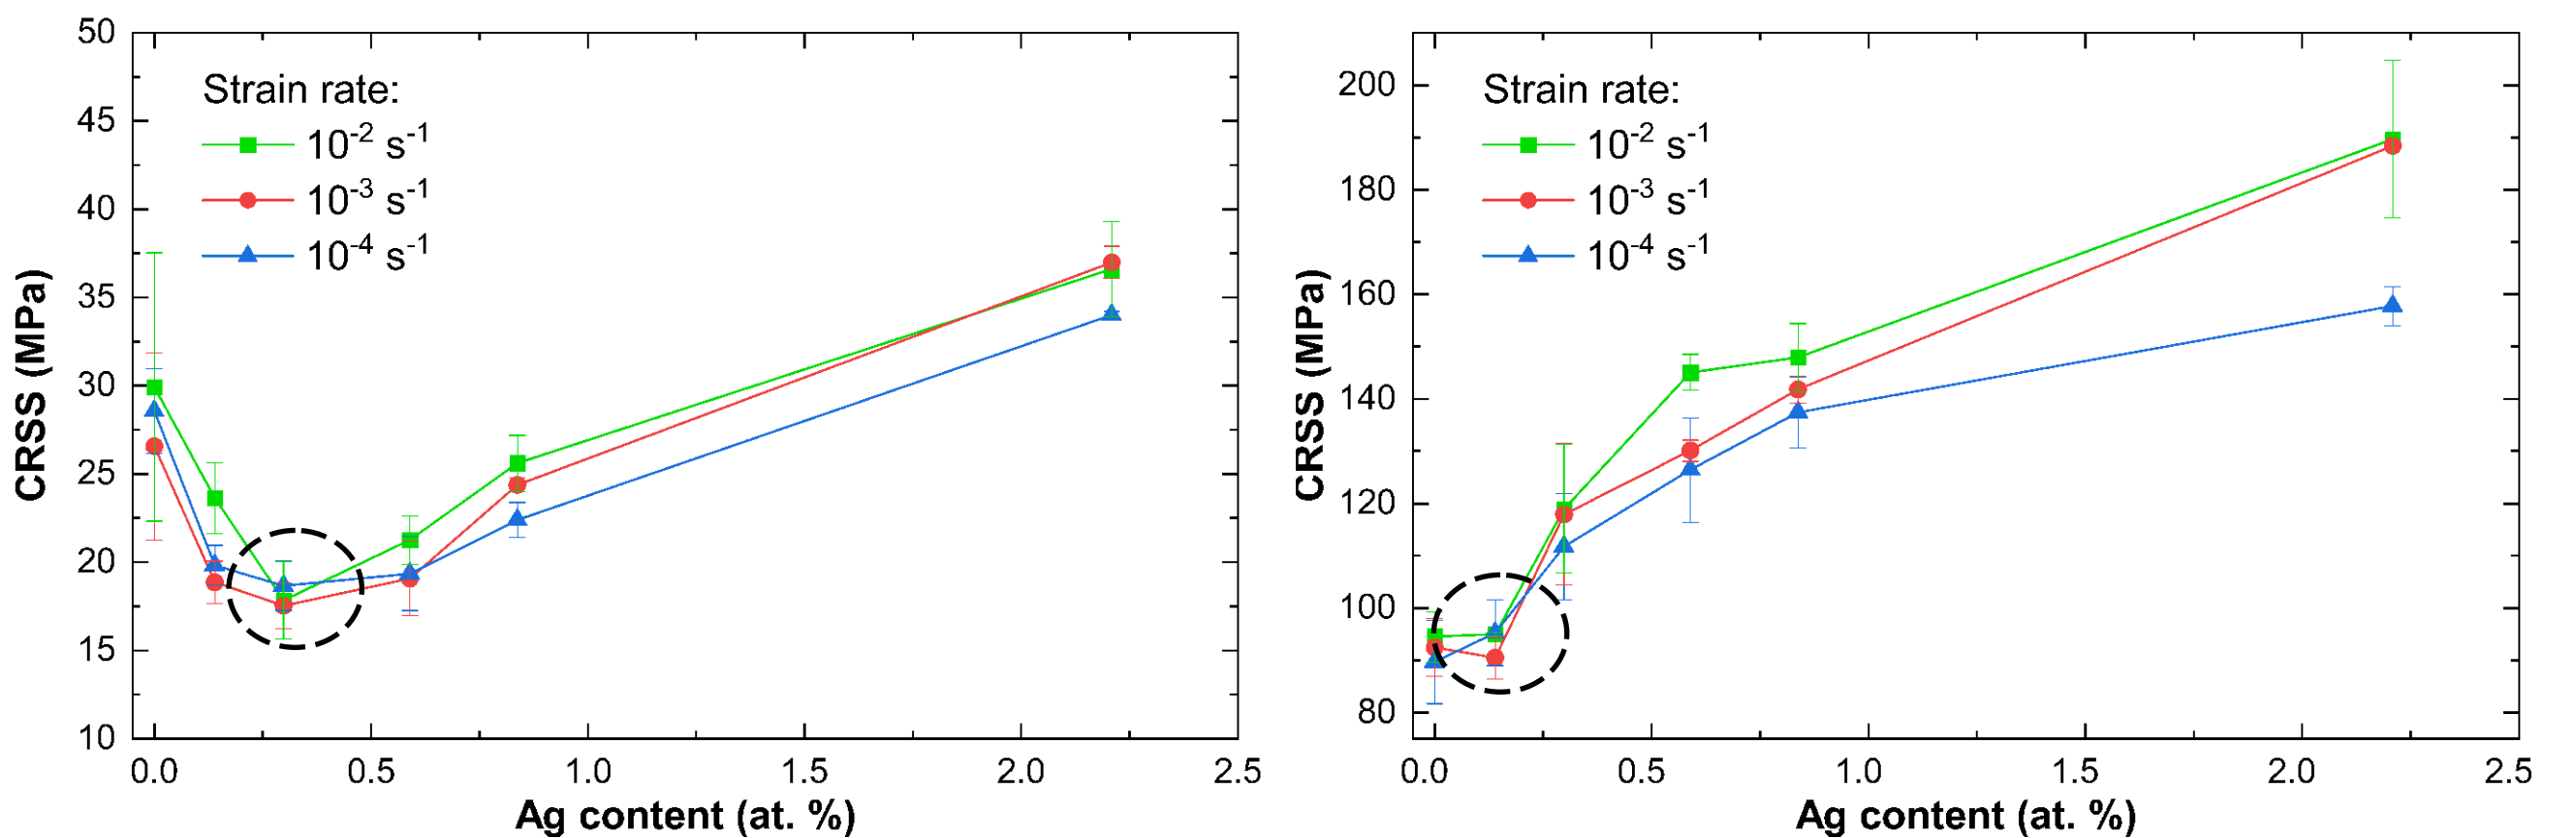 50
45
40
35
30
25
20
15
10
CRSS (MPa)
Strain rate:
10⁻² s⁻¹
10⁻³ s⁻¹
10⁻⁴ s⁻¹
0.0 0.5 1.0 1.5 2.0 2.5
Ag content (at. %)
200
180
160
140
120
100
80
CRSS (MPa)
Strain rate:
10⁻² s⁻¹
10⁻³ s⁻¹
10⁻⁴ s⁻¹
0.0 0.5 1.0 1.5 2.0 2.5
Ag content (at. %)